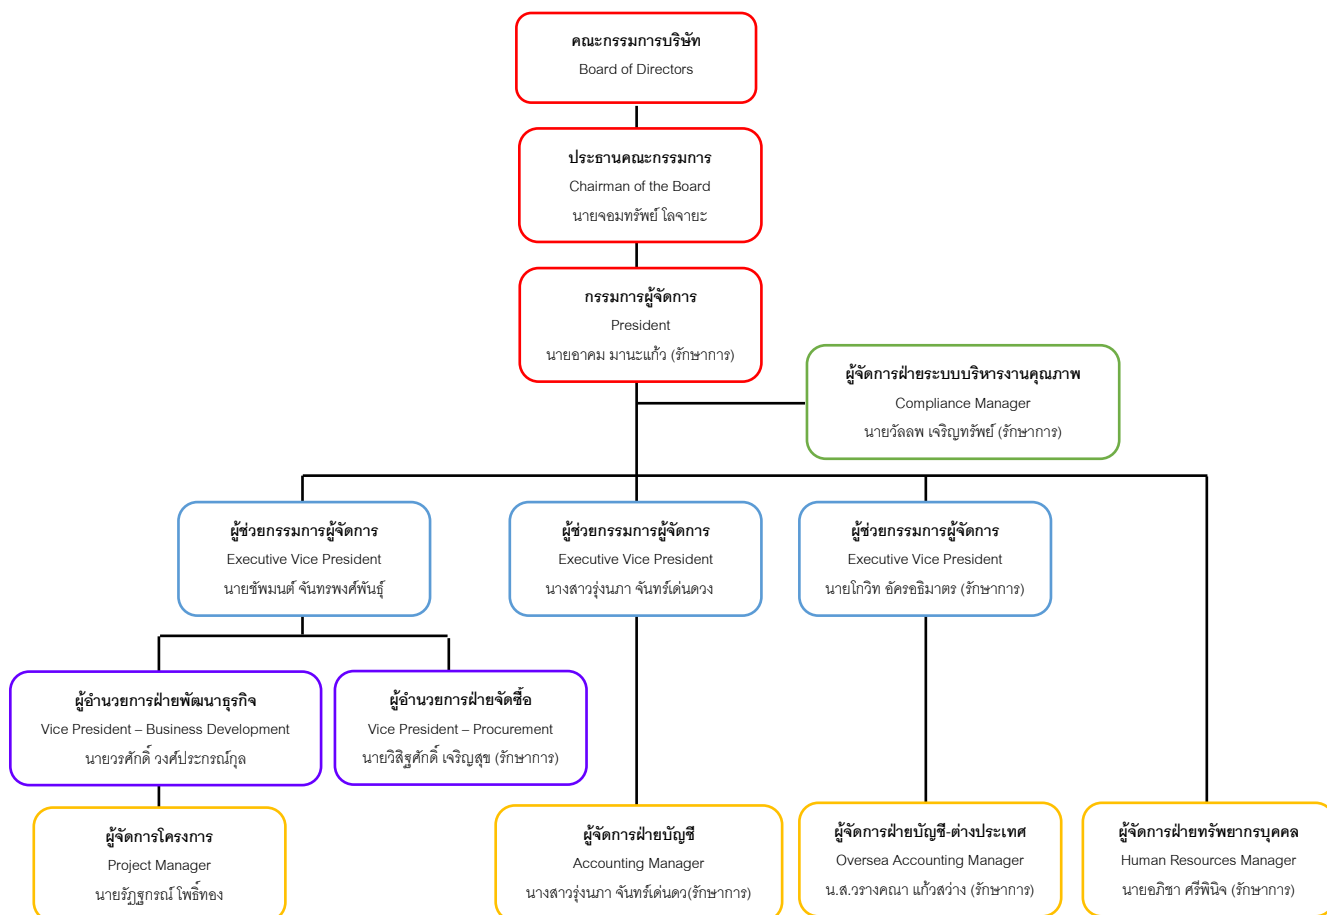 คณะกรรมการบริษัท
Board of Directors
ประธานคณะกรรมการ
Chairman of the Board
นายจอมทรัพย์ โลจายะ
กรรมการผู้จัดการ
President
นายอาคม มานะแก้ว (รักษาการ)
ผู้จัดการฝ่ายระบบบริหารงานคุณภาพ
Compliance Manager
นายวัลลพ เจริญทรัพย์ (รักษาการ)
ผู้ช่วยกรรมการผู้จัดการ
Executive Vice President
นายชัพมนต์ จันทรพงศ์พันธุ์
ผู้ช่วยกรรมการผู้จัดการ
Executive Vice President
นางสาวรุ่งนภา จันทร์เด่นดวง
ผู้ช่วยกรรมการผู้จัดการ
Executive Vice President
นายโกวิท อัครอธิมาตร (รักษาการ)
ผู้อำนวยการฝ่ายพัฒนาธุรกิจ
Vice President – Business Development
นายวรศักดิ์ วงศ์ประกรณ์กุล
ผู้อำนวยการฝ่ายจัดซื้อ
Vice President – Procurement
นายวิสิฐศักดิ์ เจริญสุข (รักษาการ)
ผู้จัดการโครงการ
Project Manager
นายรัฏฐกรณ์ โพธิ์ทอง
ผู้จัดการฝ่ายบัญชี
Accounting Manager
นางสาวรุ่งนภา จันทร์เด่นดว(รักษาการ)
ผู้จัดการฝ่ายบัญชี-ต่างประเทศ
Oversea Accounting Manager
น.ส.วรางคณา แก้วสว่าง (รักษาการ)
ผู้จัดการฝ่ายทรัพยากรบุคคล
Human Resources Manager
นายอภิชา ศรีพินิจ (รักษาการ)